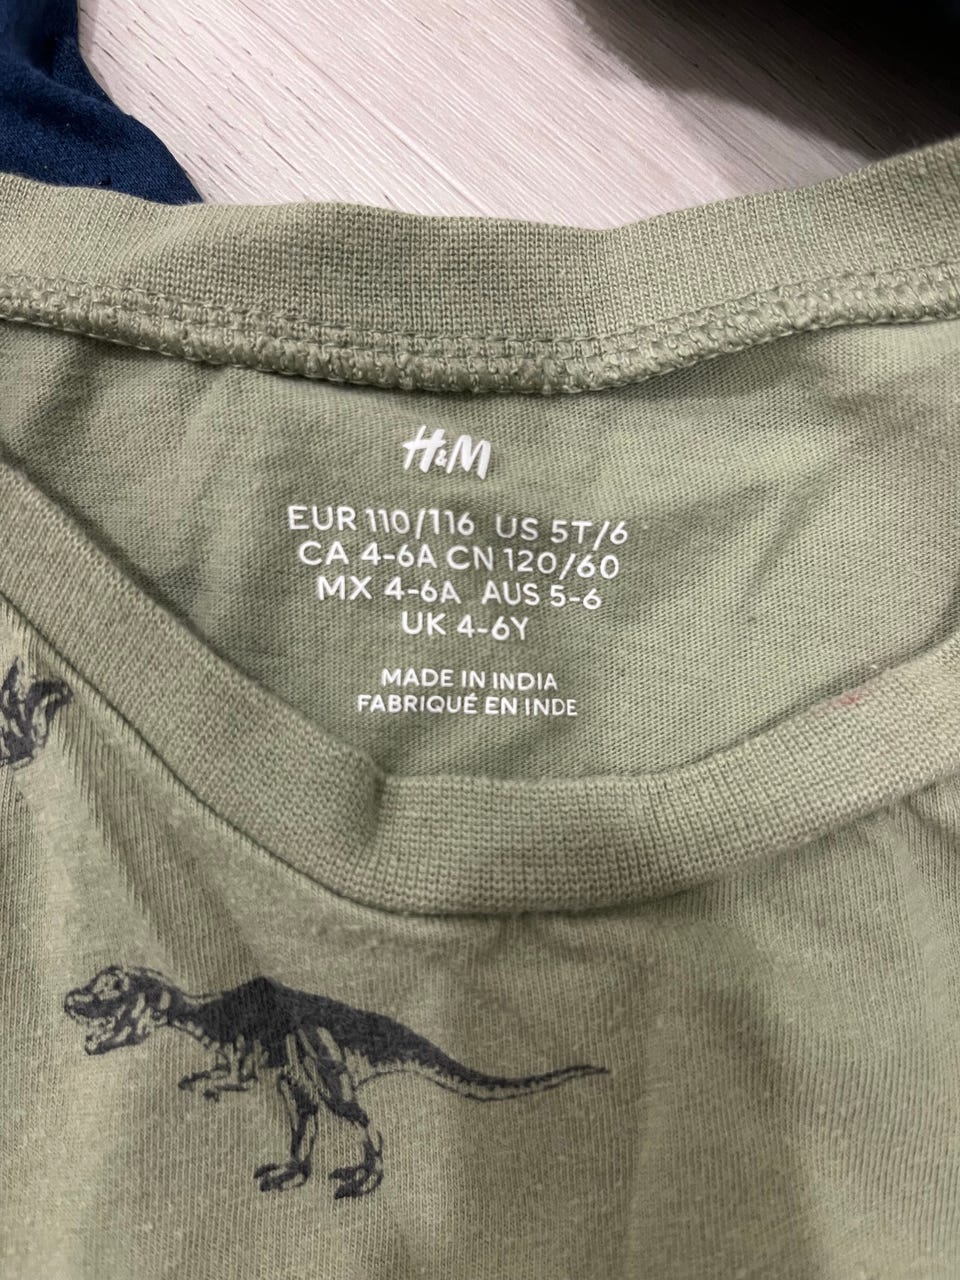 H&M
EUR 110/116 US 5T/6
CA 4-6A CN 120/60
MX 4-6A AUS 5-6
UK 4-6Y
MADE IN INDIA
FABRIQUÉ EN INDE